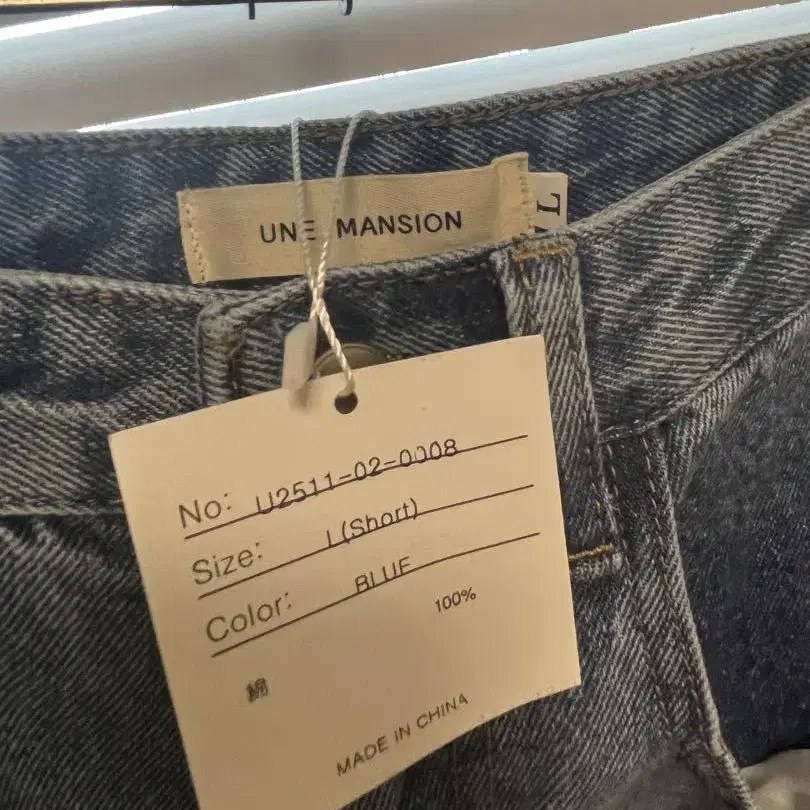 UNE MANSION
L
No: U2511-02-0008
Size: L(Short)
Color: BLUE
100%
綿
MADE IN CHINA